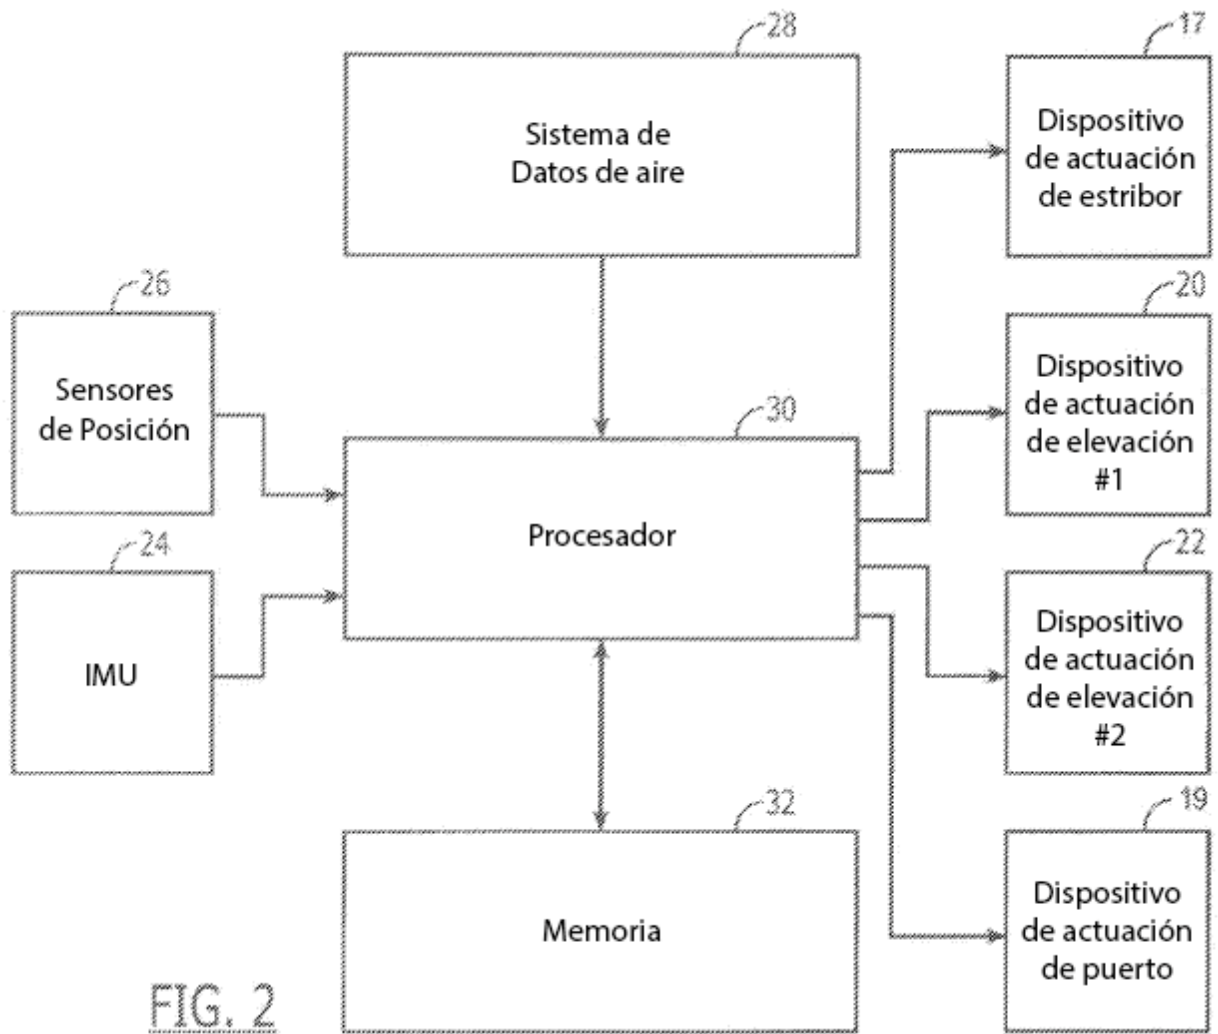 28
Sistema de
Datos de aire
17
Dispositivo
de actuación
de estribor
26
Sensores
de Posición
20
Dispositivo
de actuación
de elevación
#1
30
Procesador
24
IMU
22
Dispositivo
de actuación
de elevación
#2
32
Memoria
19
Dispositivo
de actuación
de puerto
FIG. 2